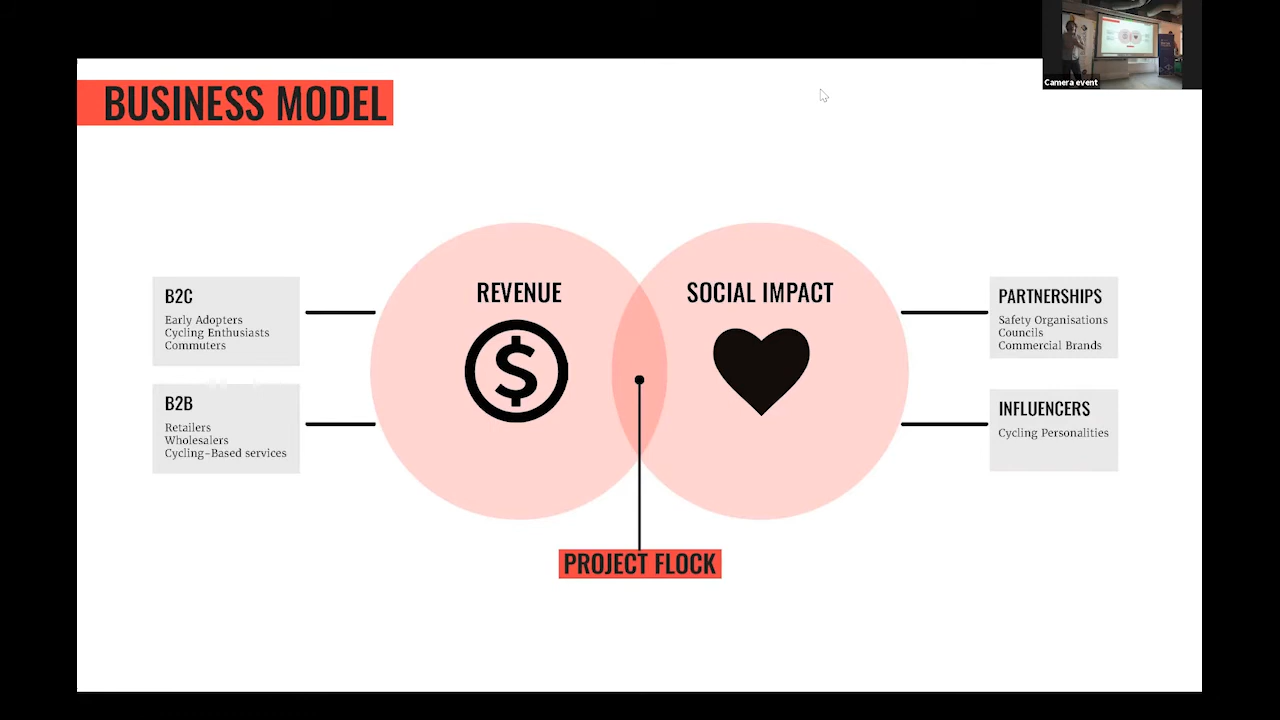 Camera event
BUSINESS MODEL
REVENUE
SOCIAL IMPACT
$
B2C
Early Adopters
Cycling Enthusiasts
Commuters
B2B
Retailers
Wholesalers
Cycling-Based services
PARTNERSHIPS
Safety Organisations
Councils
Commercial Brands
INFLUENCERS
Cycling Personalities
PROJECT FLOCK